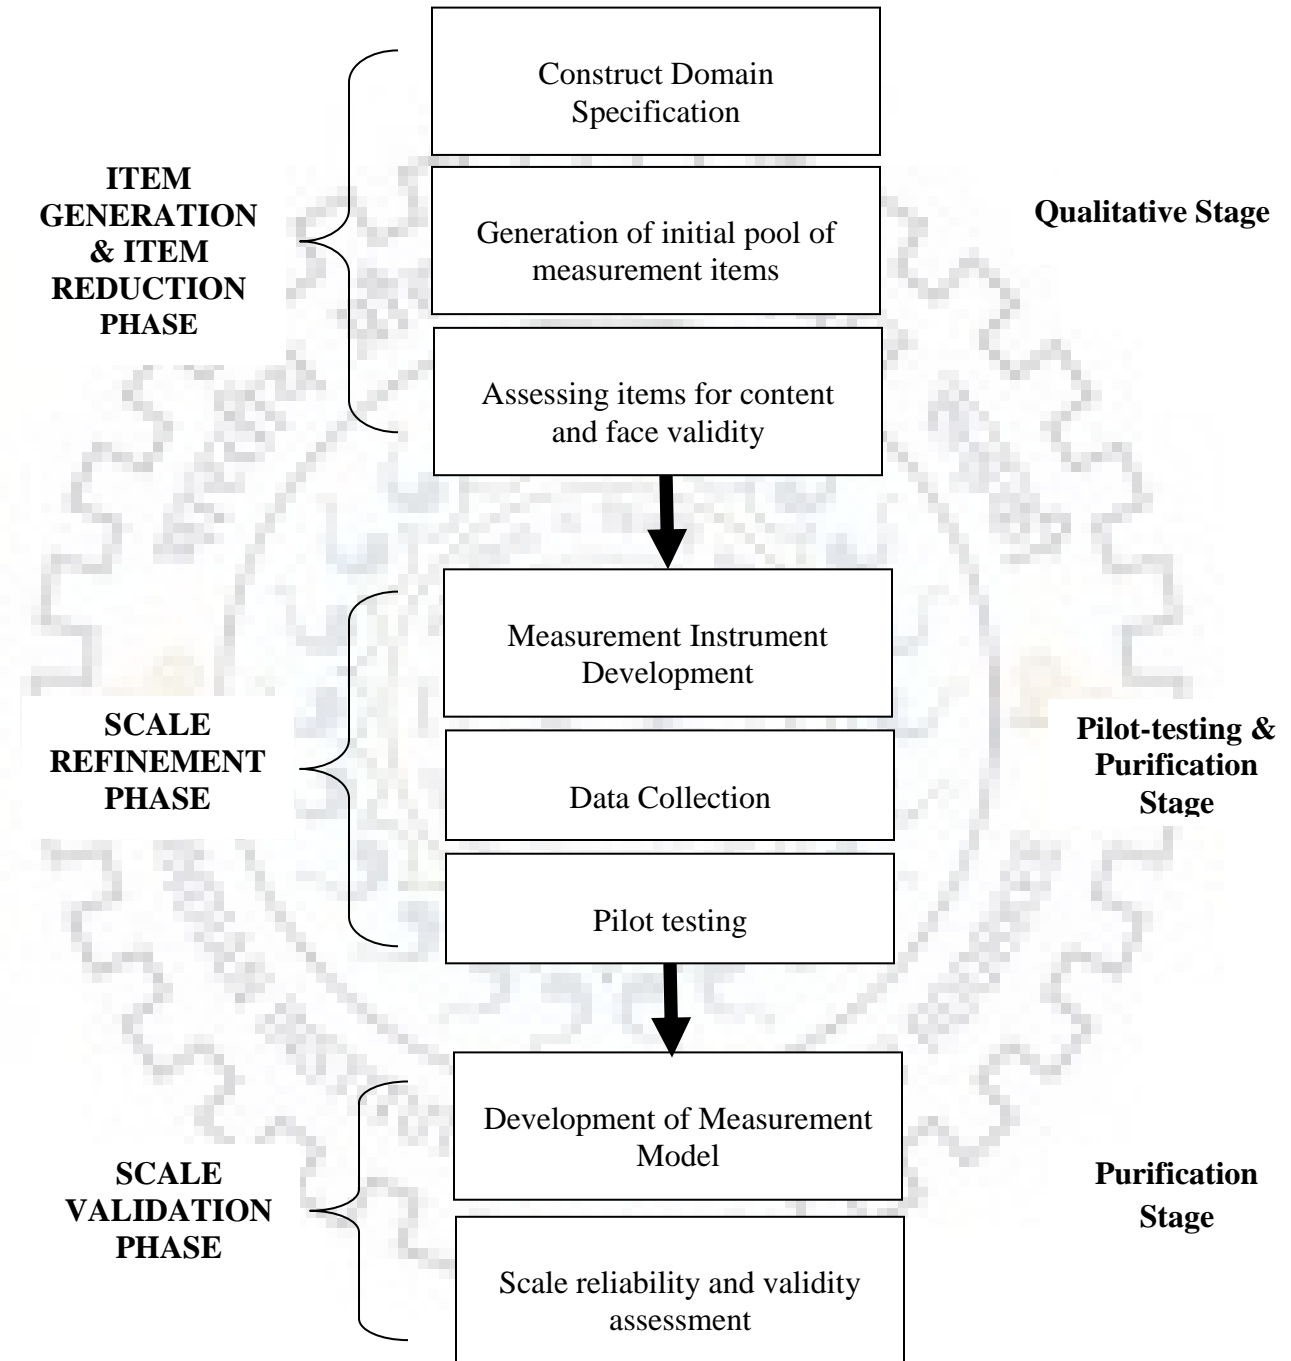 Construct Domain
Specification
ITEM
GENERATION
& ITEM
REDUCTION
PHASE
Generation of initial pool of
measurement items
Qualitative Stage
Assessing items for content
and face validity
Measurement Instrument
Development
SCALE
REFINEMENT
PHASE
Data Collection
Pilot-testing &
Purification
Stage
Pilot testing
Development of Measurement
Model
SCALE
VALIDATION
PHASE
Purification
Stage
Scale reliability and validity
assessment